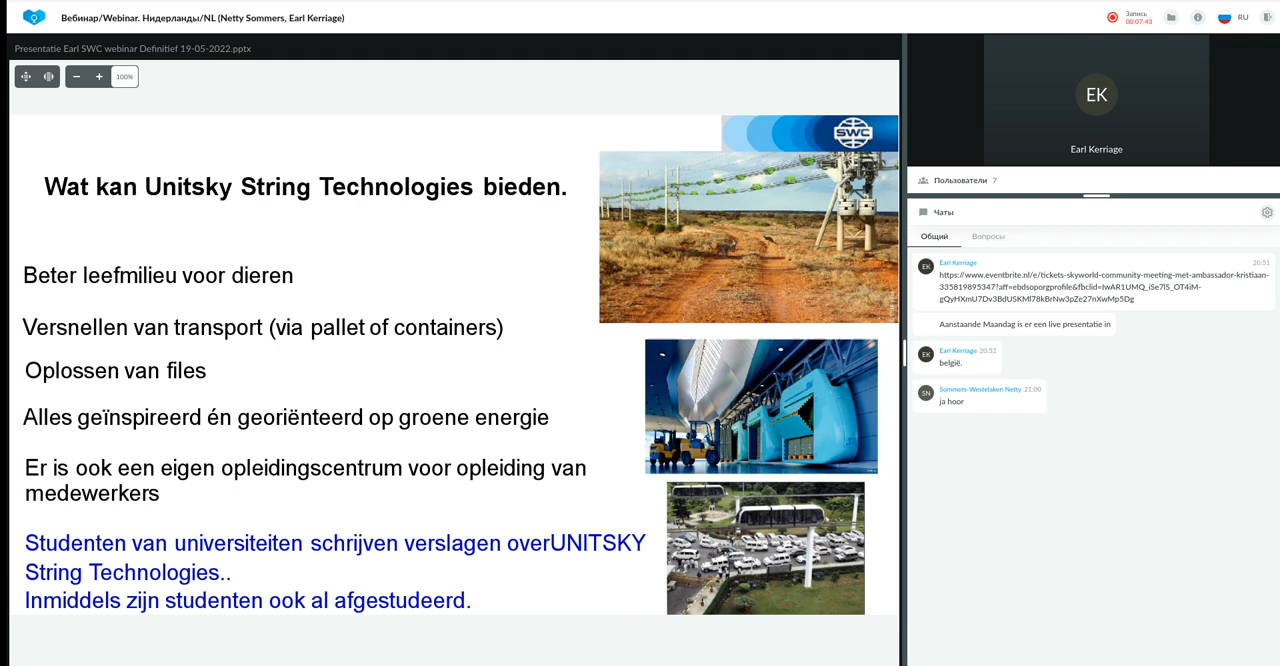 Вебинар/Webinar. Нидерланды/NL (Netty Sommers, Earl Kerriage)
Запись
00:07:43
RU
Presentatie Earl SWC webinar Definitief 19-05-2022.pptx
100%
SWC
Wat kan Unitsky String Technologies bieden.
Beter leefmilieu voor dieren
Versnellen van transport (via pallet of containers)
Oplossen van files
Alles geïnspireerd én georiënteerd op groene energie
Er is ook een eigen opleidingscentrum voor opleiding van
medewerkers
Studenten van universiteiten schrijven verslagen overUNITSKY
String Technologies..
Inmiddels zijn studenten ook al afgestudeerd.
EK
Earl Kerriage
Пользователи 7
Чаты
Общий Вопросы
EK Earl Kerriage 20:51
https://www.eventbrite.nl/e/tickets-skyworld-community-meeting-met-ambassador-kristiaan-
335819895347?aff=ebdsoporgprofile&fbclid=IwAR1UMQ_iSe7lS_OT4iM-
gQyHXmU7Dv3BdUSKMl78kBrNw3pZe27nXwMp5Dg
Aanstaande Maandag is er een live presentatie in
EK Earl Kerriage 20:52
belgië.
SN Sommers-Westelaken Netty 21:00
ja hoor